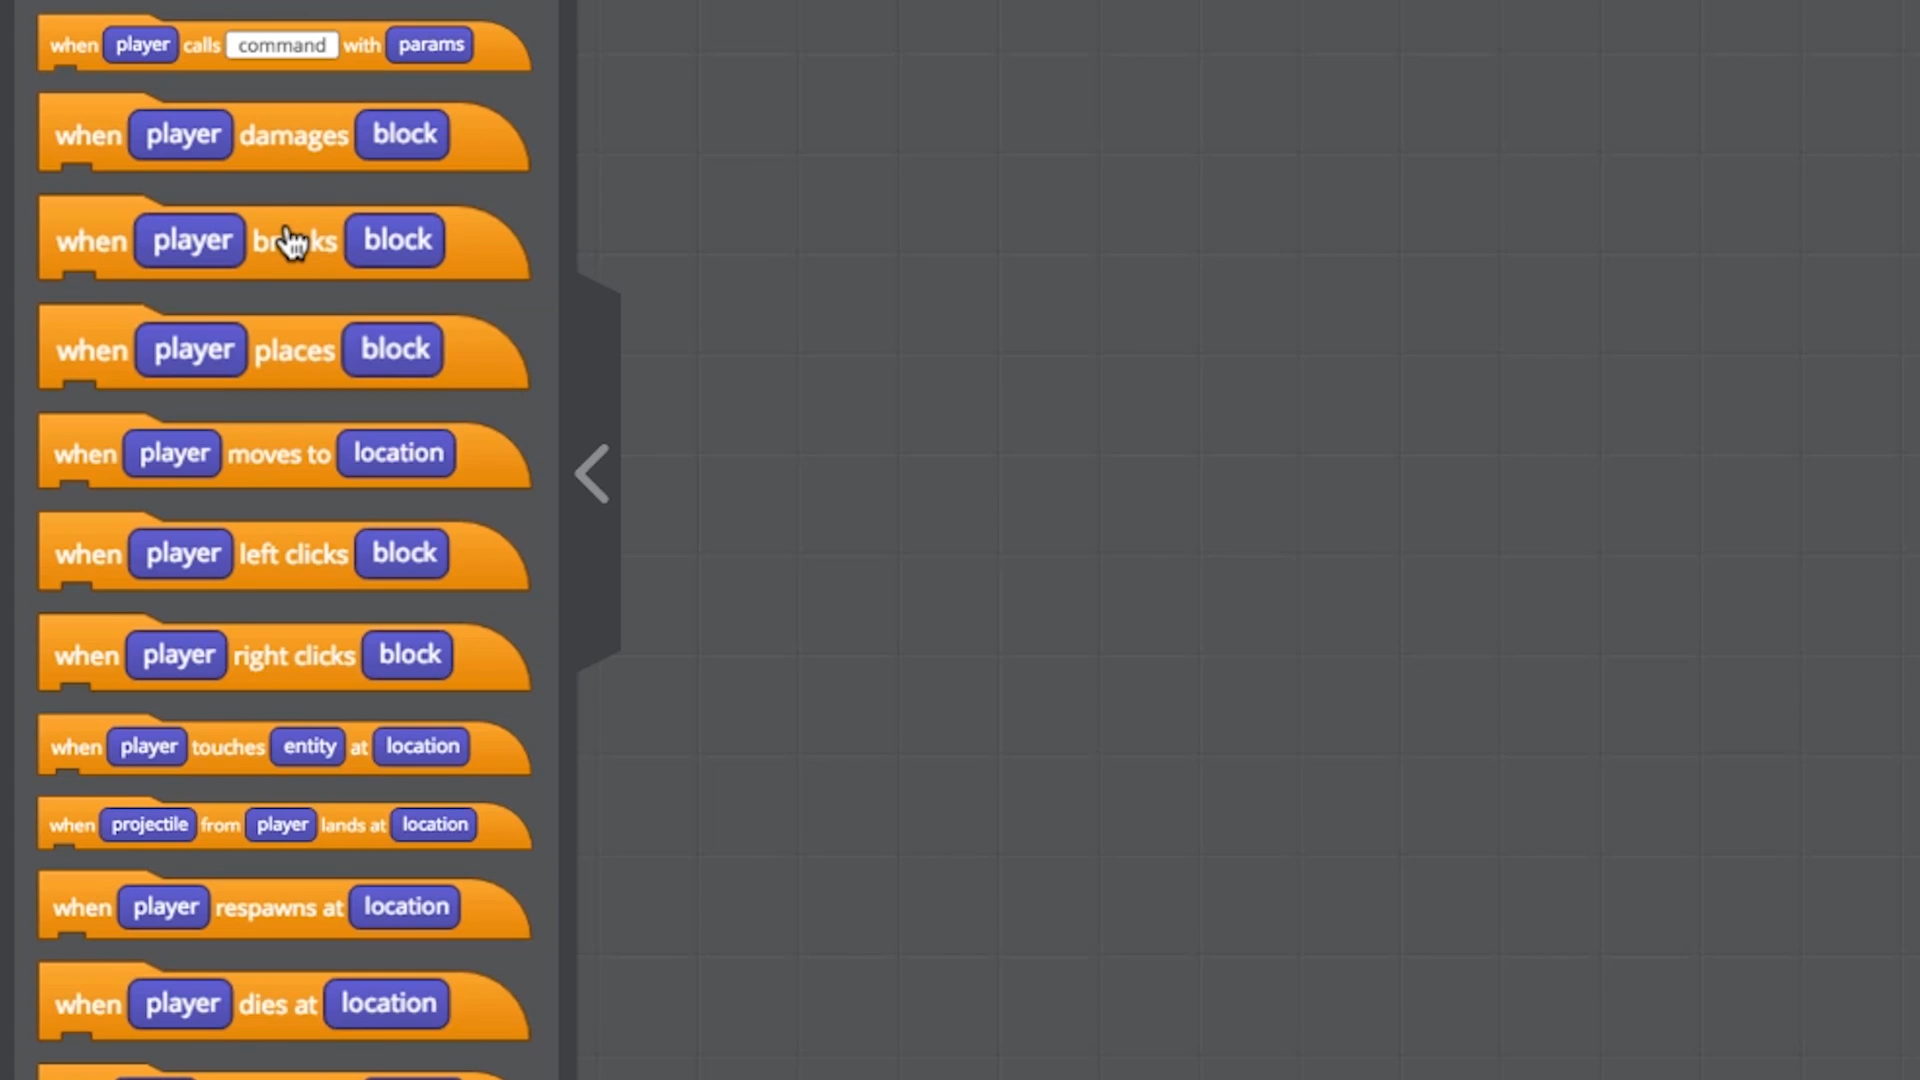 when player calls command with params
when player damages block
when player block
when player places block
when player moves to location
when player left clicks block
when player right clicks block
when player touches entity at location
when projectile from player lands at location
when player respawns at location
when player dies at location